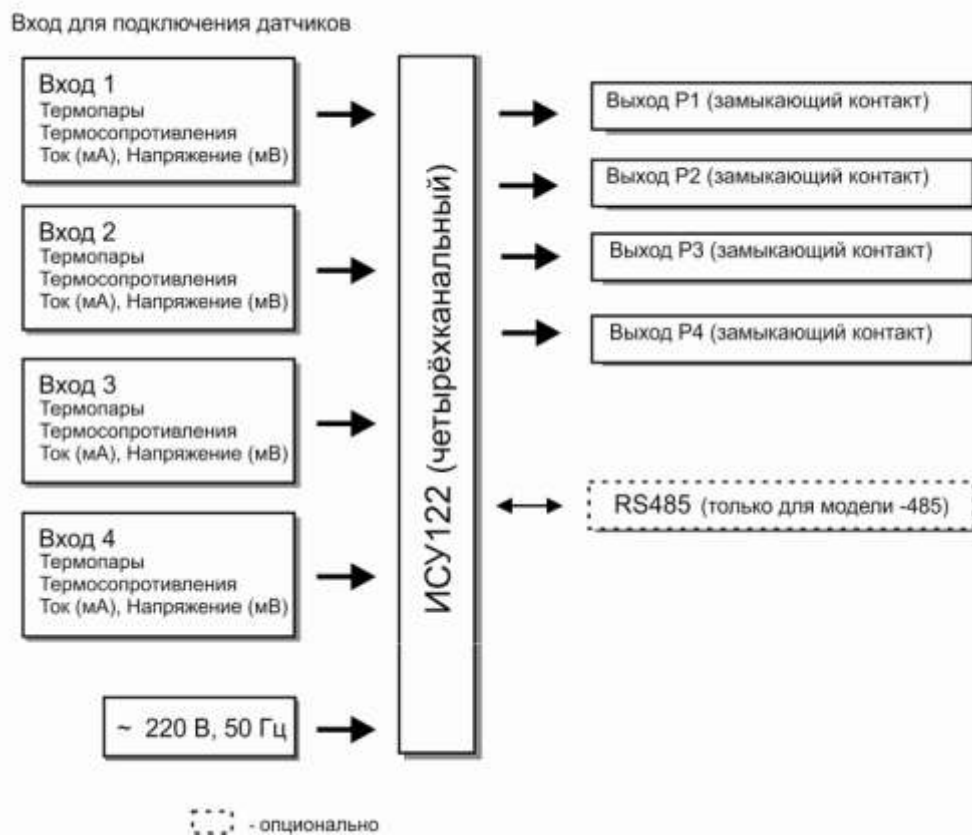 Вход для подключения датчиков
Вход 1
Термопары
Термосопротивления
Ток (мА), Напряжение (мВ)
Вход 2
Термопары
Термосопротивления
Ток (мА), Напряжение (мВ)
Вход 3
Термопары
Термосопротивления
Ток (мА), Напряжение (мВ)
Вход 4
Термопары
Термосопротивления
Ток (мА), Напряжение (мВ)
~ 220 В, 50 Гц
ИСУ122 (четырёхканальный)
Выход Р1 (замыкающий контакт)
Выход Р2 (замыкающий контакт)
Выход Р3 (замыкающий контакт)
Выход Р4 (замыкающий контакт)
RS485 (только для модели -485)
- опционально